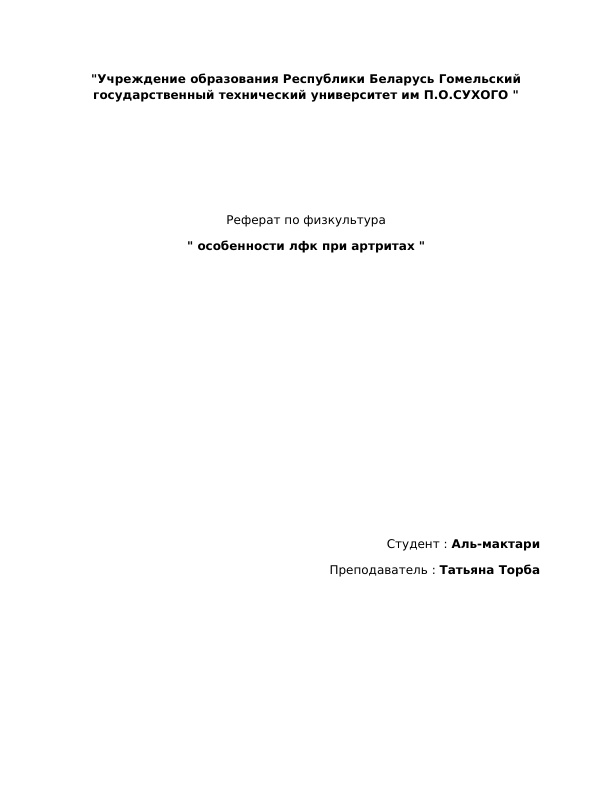 "Учреждение образования Республики Беларусь Гомельский
государственный технический университет им П.О.СУХОГО "
Реферат по физкультура
" особенности лфк при артритах "
Студент : Аль-мактари
Преподаватель : Татьяна Торба